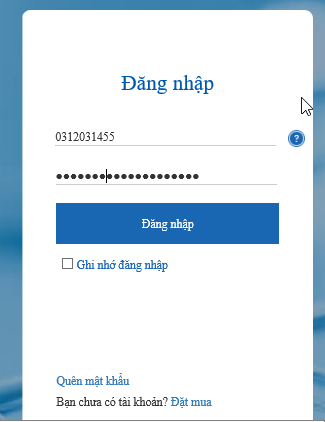 Đăng nhập
0312031455
?
••••••••••••••••••••
Đăng nhập
Ghi nhớ đăng nhập
Quên mật khẩu
Bạn chưa có tài khoản? Đặt mua